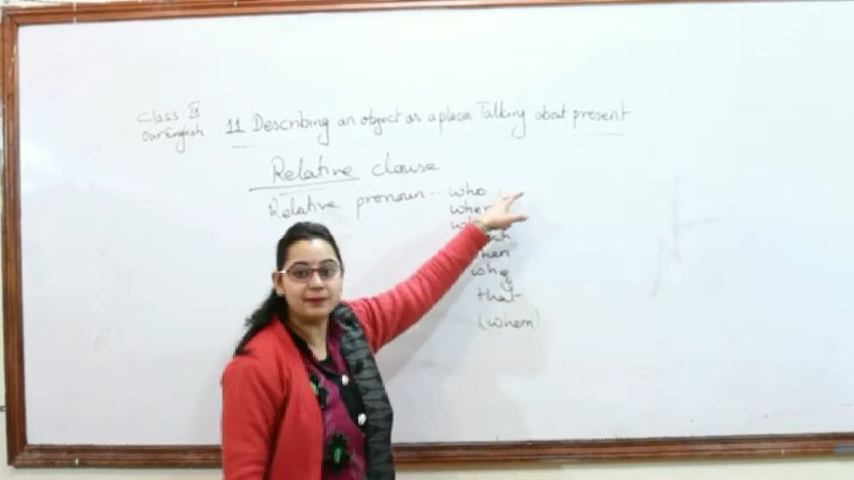 Class IX
Our English
11 Describing an object or a place Talking about present
Relative clause
Relative pronoun -- who
when
why
that
(whom)